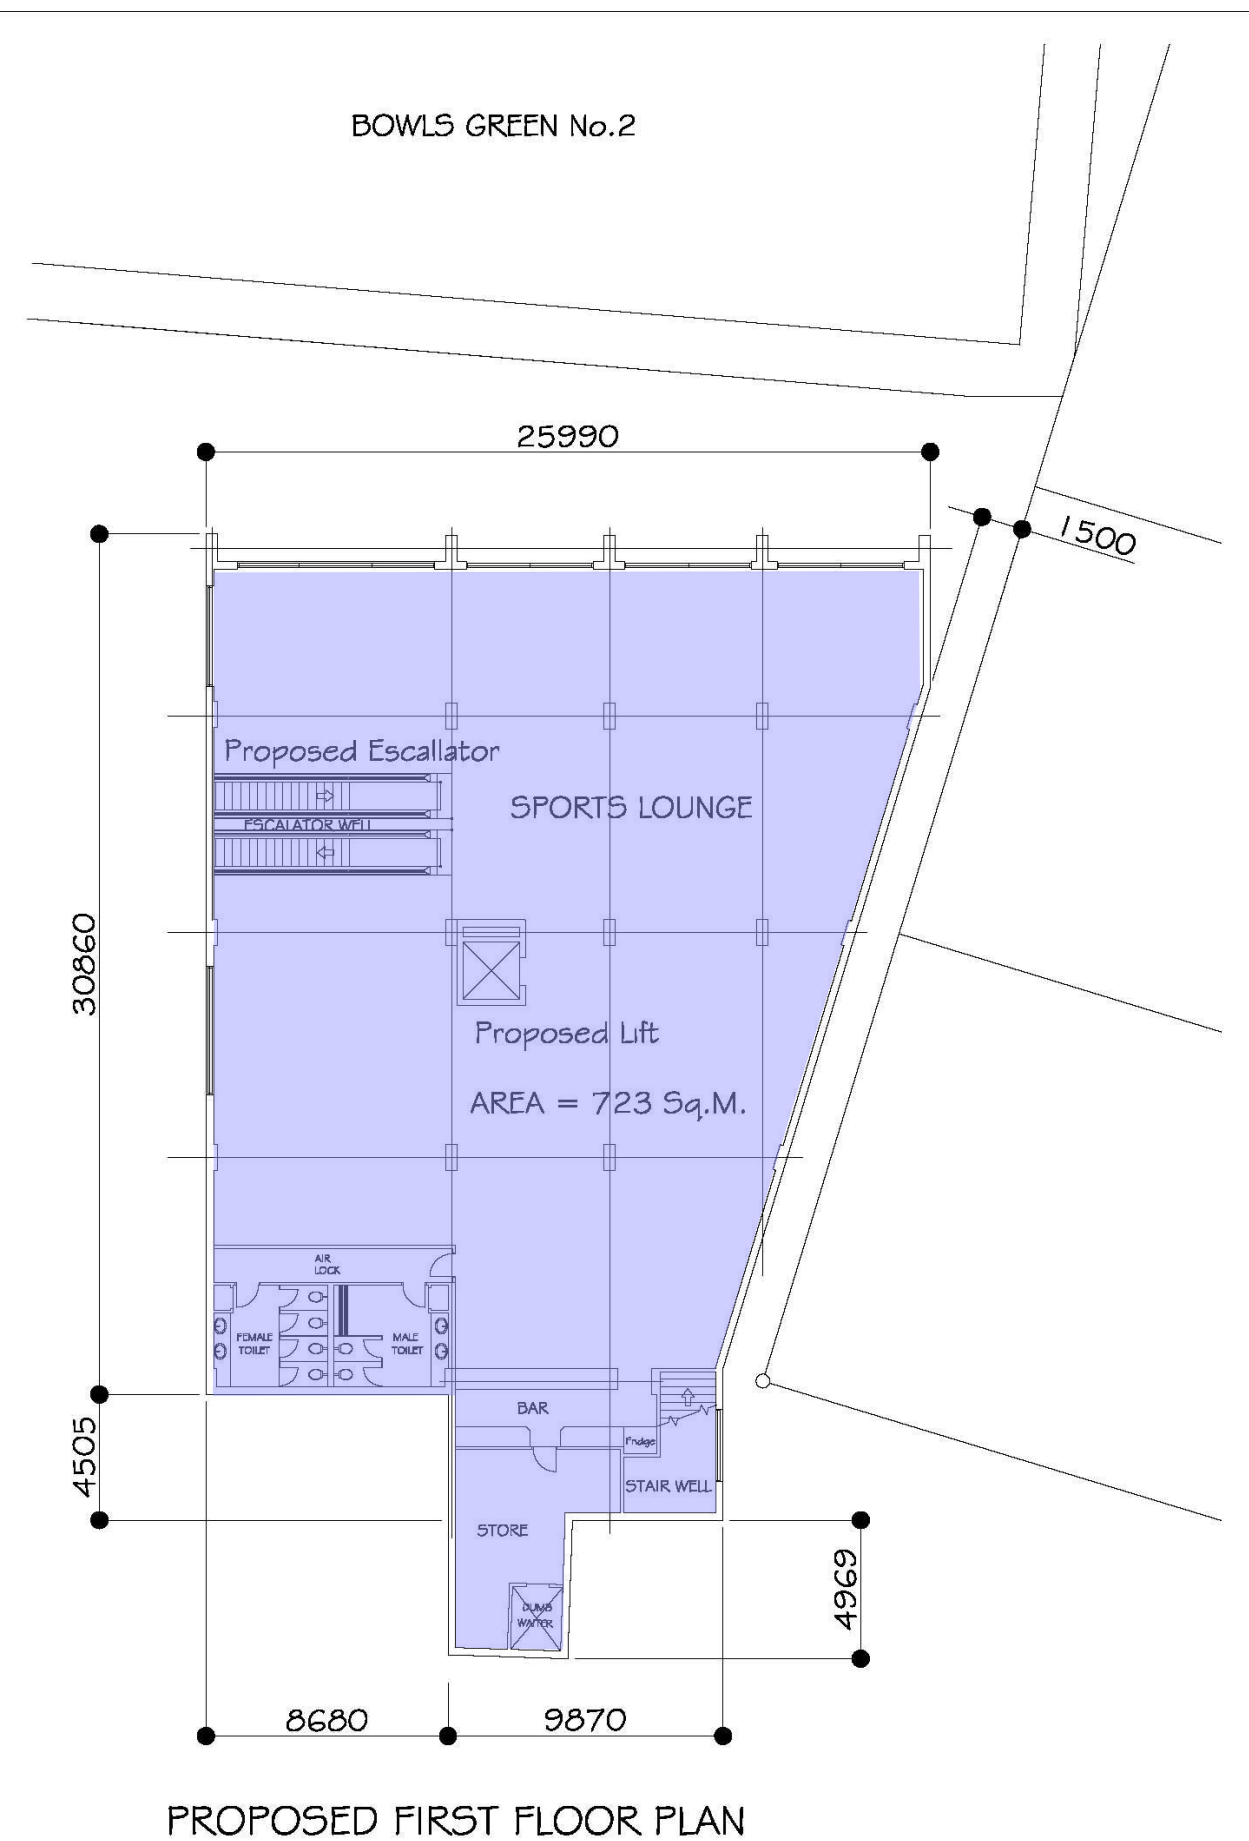 BOWLS GREEN No.2
25990
1500
Proposed Escallator
SPORTS LOUNGE
ESCALATOR WELL
30860
Proposed Lift
AREA = 723 Sq.M.
AIR
LOCK
FEMALE
TOILET
MALE
TOILET
BAR
Fridge
4505
STAIR WELL
STORE
4969
DUMB
WAITER
8680
9870
PROPOSED FIRST FLOOR PLAN